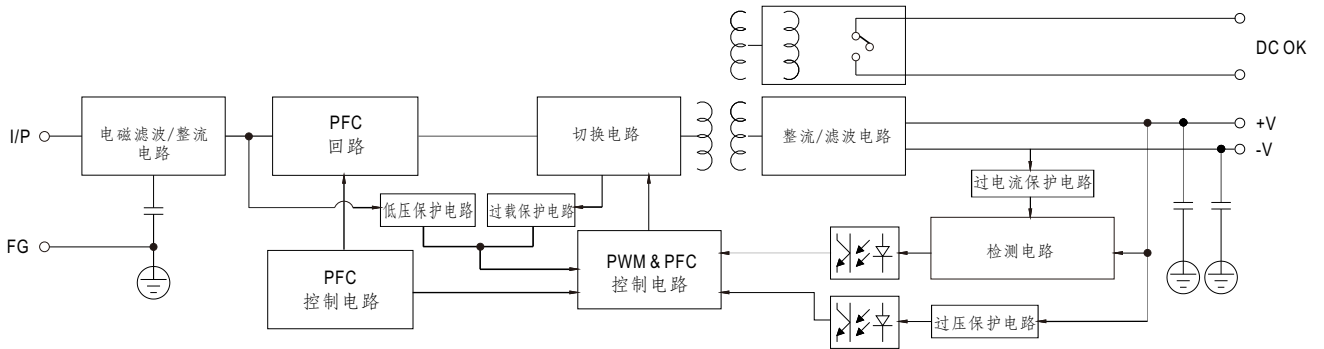 DC OK
I/P
电磁滤波/整流
电路
PFC
回路
切换电路
整流/滤波电路
+V
-V
过电流保护电路
低压保护电路
过载保护电路
FG
PFC
控制电路
PWM & PFC
控制电路
检测电路
过压保护电路